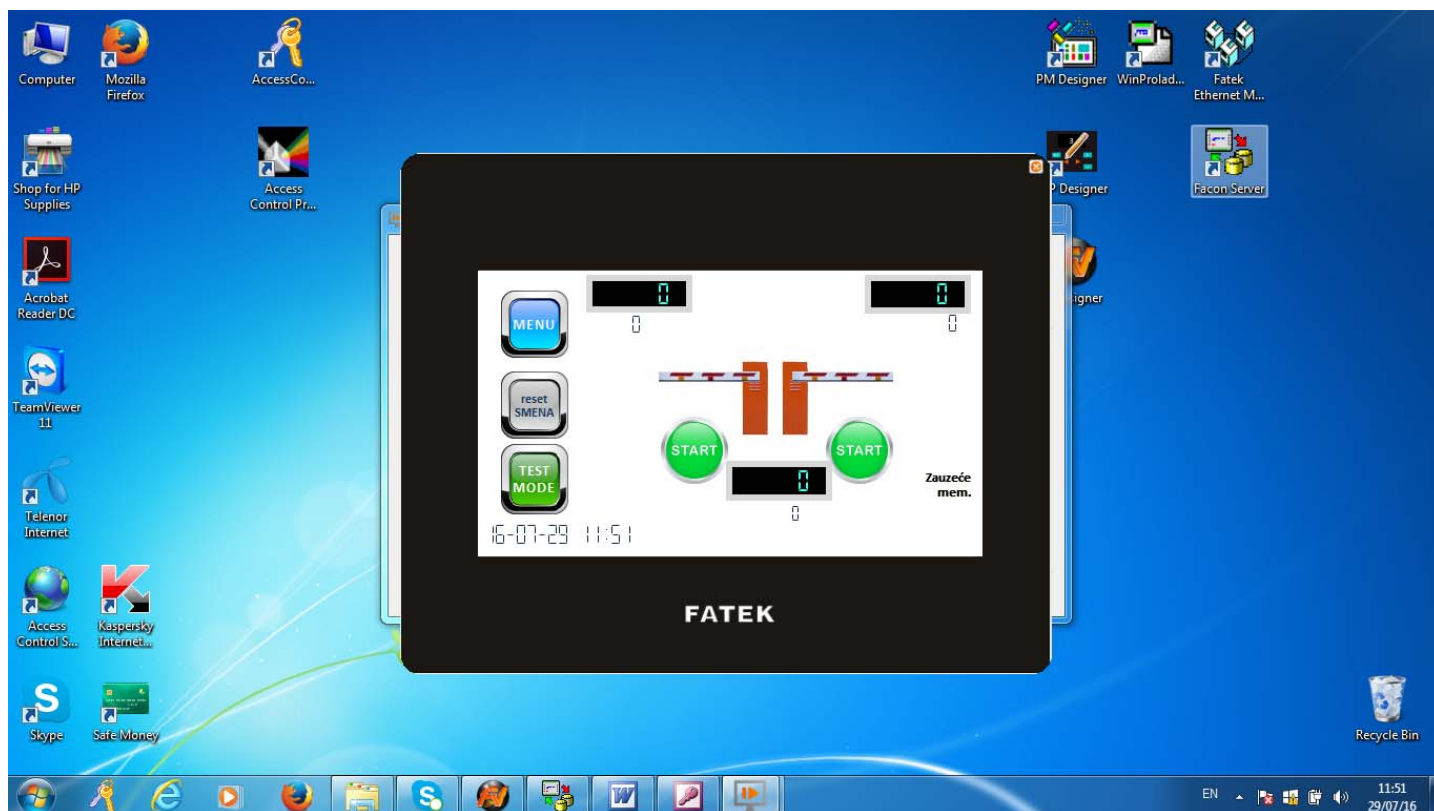 Computer
Mozilla
Firefox
AccessCo...
PM Designer
WinProlad...
Fatek
Ethernet M...
Shop for HP
Supplies
Access
Control Pr...
P Designer
Facon Server
Acrobat
Reader DC
igner
TeamViewer
11
Telenor
Internet
Access
Control S...
Kaspersky
Internet...
Skype
Safe Money
Recycle Bin
MENU
0
0
0
0
reset
SMENA
START
START
TEST
MODE
0
0
Zauzeće
mem.
16-07-29 11:51
FATEK
EN
11:51
29/07/16